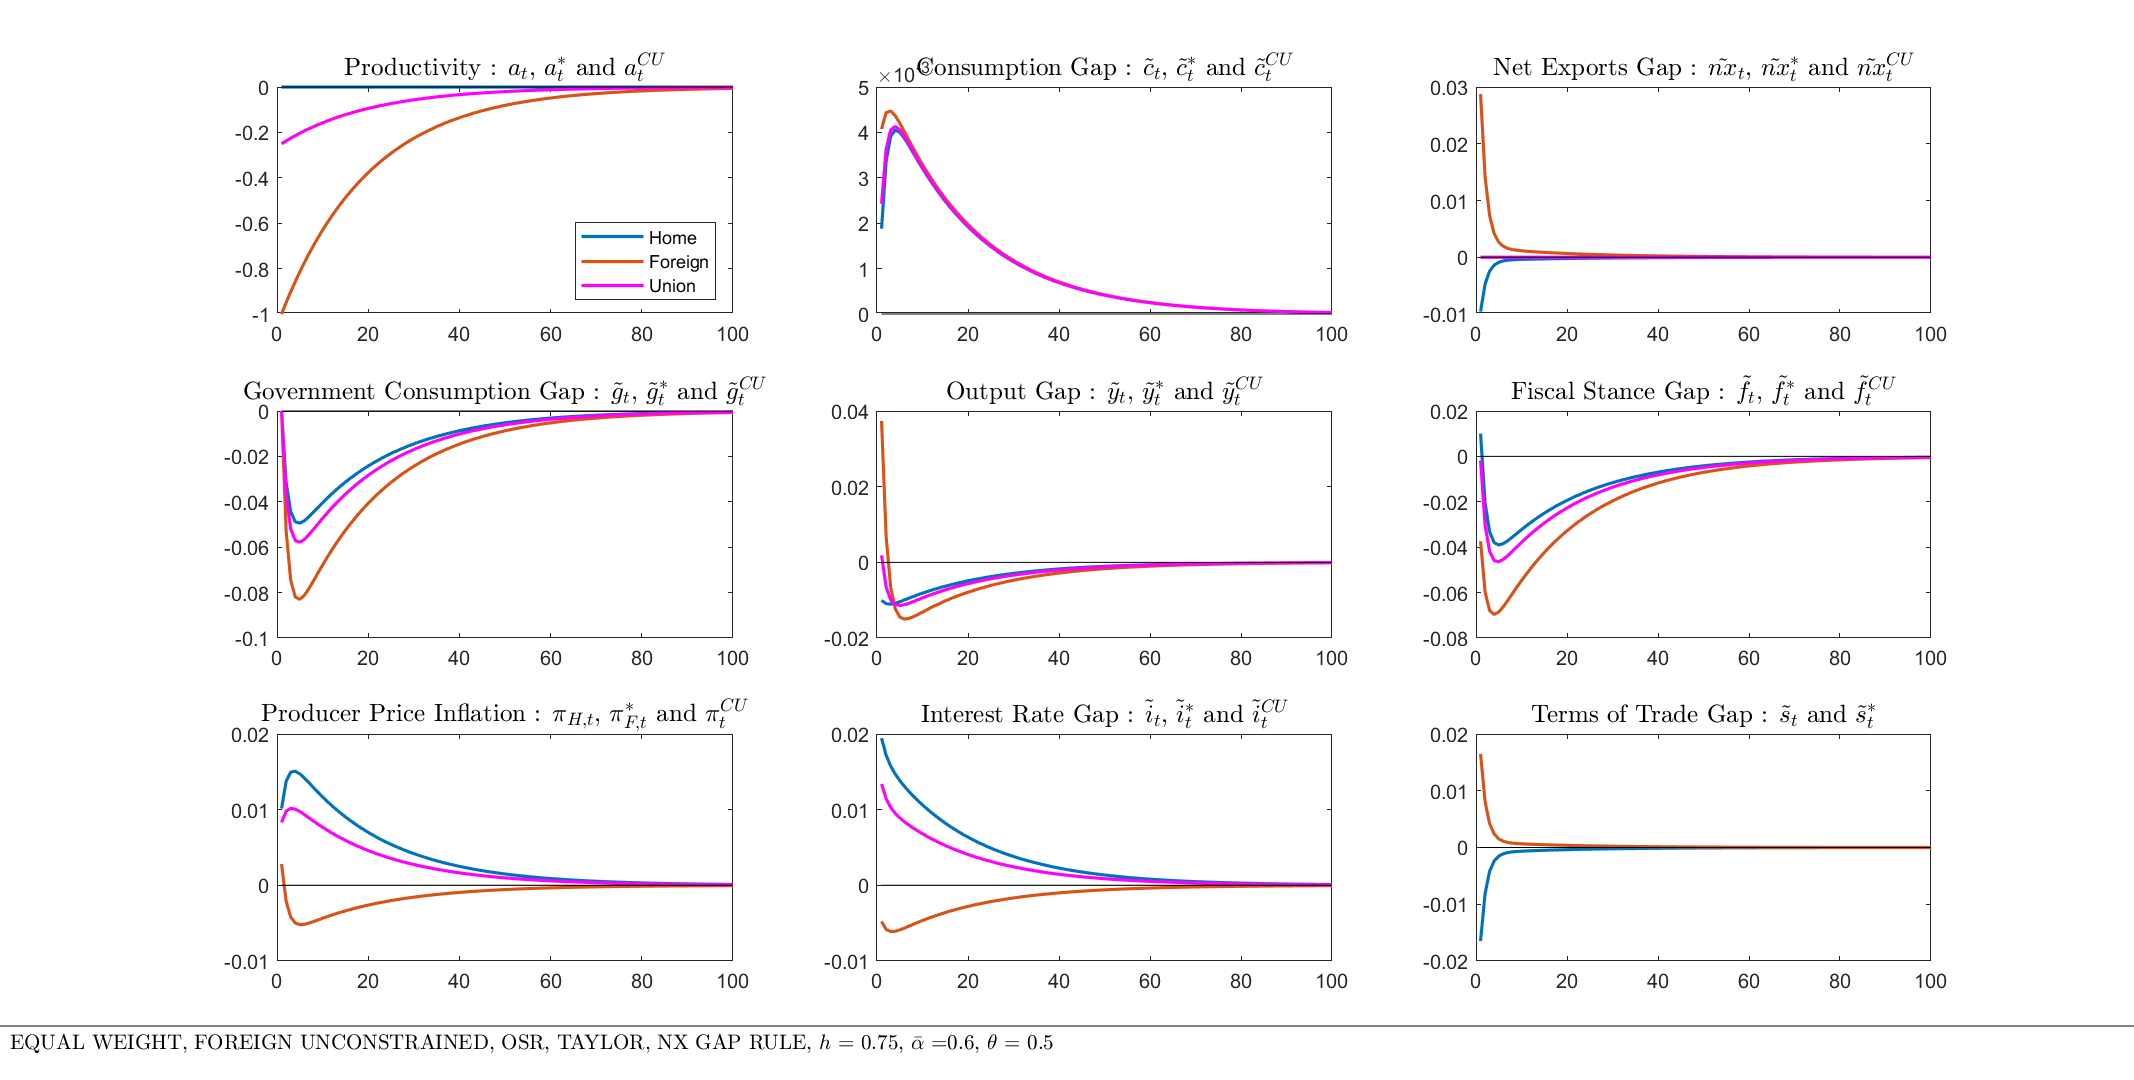 Productivity : a_t, a_t^* and a_t^{CU}
0
-0.2
-0.4
-0.6
-0.8
-1
0 20 40 60 80 100
Home
Foreign
Union
Consumption Gap : c̃_t, c̃_t^* and c̃_t^{CU}
5
4
3
2
1
0
0 20 40 60 80 100
Net Exports Gap : ñx_t, ñx_t^* and ñx_t^{CU}
0.03
0.02
0.01
0
-0.01
0 20 40 60 80 100
Government Consumption Gap : g̃_t, g̃_t^* and g̃_t^{CU}
0
-0.02
-0.04
-0.06
-0.08
-0.1
0 20 40 60 80 100
Output Gap : ỹ_t, ỹ_t^* and ỹ_t^{CU}
0.04
0.02
0
-0.02
0 20 40 60 80 100
Fiscal Stance Gap : f̃_t, f̃_t^* and f̃_t^{CU}
0.02
0
-0.02
-0.04
-0.06
-0.08
0 20 40 60 80 100
Producer Price Inflation : π_{H,t}, π_{F,t}^* and π_t^{CU}
0.02
0.01
0
-0.01
0 20 40 60 80 100
Interest Rate Gap : ĩ_t, ĩ_t^* and ĩ_t^{CU}
0.02
0.01
0
-0.01
0 20 40 60 80 100
Terms of Trade Gap : s̃_t and s̃_t^*
0.02
0.01
0
-0.01
-0.02
0 20 40 60 80 100
EQUAL WEIGHT, FOREIGN UNCONSTRAINED, OSR, TAYLOR, NX GAP RULE, h = 0.75, ᾱ =0.6, θ = 0.5